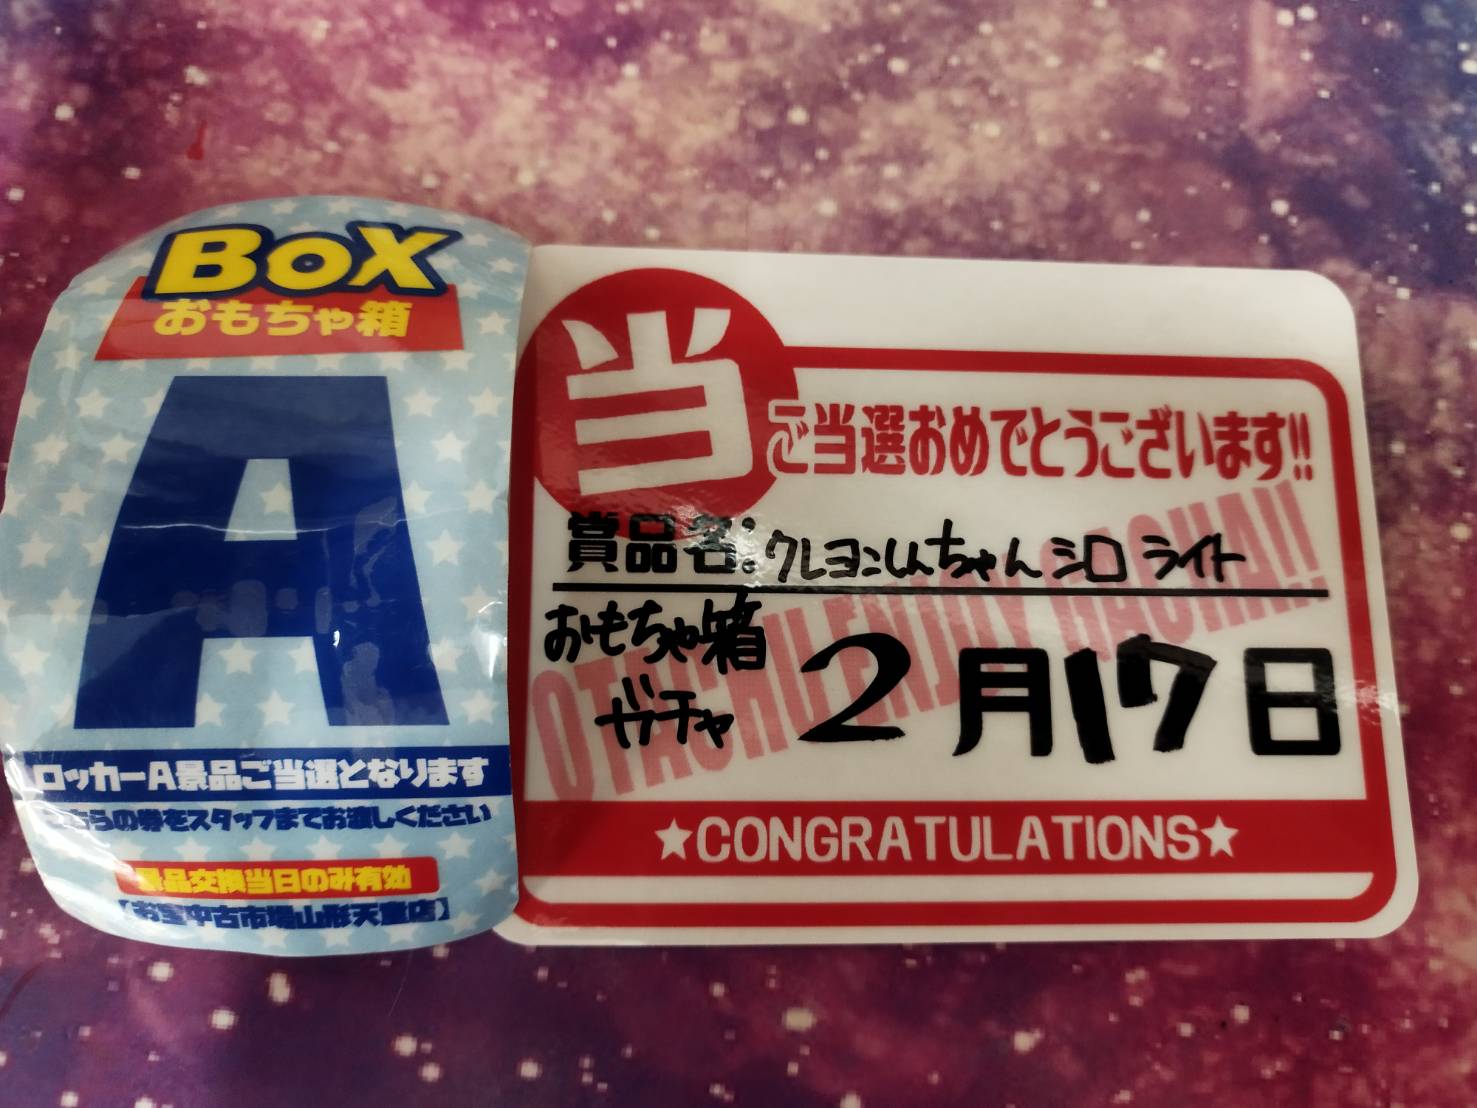 BOX
おもちゃ箱
A
ロッカーA景品ご当選となります
こちらの券をスタッフまでお渡しください
景品交換当日のみ有効
【お宝中古市場山形天童店】
当
ご当選おめでとうございます!!
賞品名:クレヨンしんちゃん シロ ライト
おもちゃ箱
ガチャ
2月17日
OTACHU ENJOY GACHA!!
★CONGRATULATIONS★